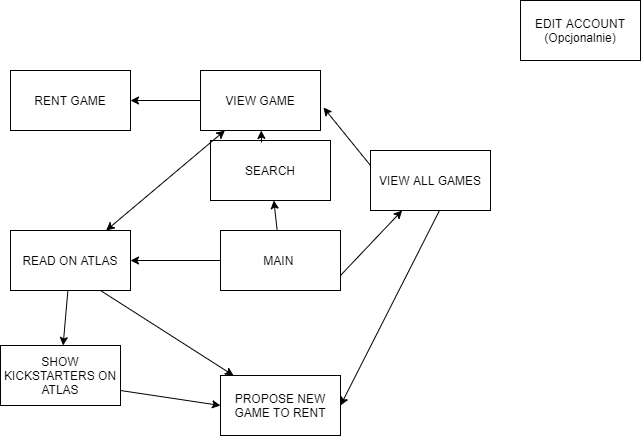 EDIT ACCOUNT
(Opcjonalnie)
RENT GAME
VIEW GAME
SEARCH
VIEW ALL GAMES
READ ON ATLAS
MAIN
SHOW
KICKSTARTERS ON
ATLAS
PROPOSE NEW
GAME TO RENT